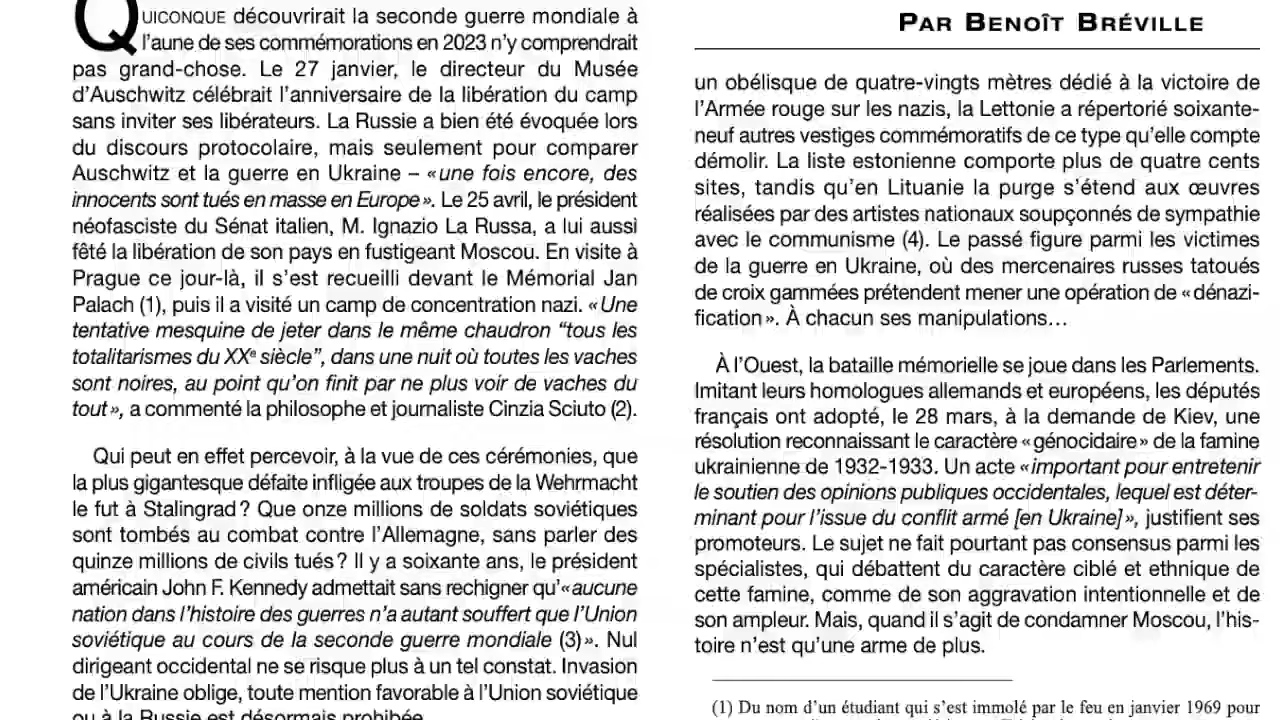 QUICONQUE découvrirait la seconde guerre mondiale à
l'aune de ses commémorations en 2023 n'y comprendrait
pas grand-chose. Le 27 janvier, le directeur du Musée
d'Auschwitz célébrait l'anniversaire de la libération du camp
sans inviter ses libérateurs. La Russie a bien été évoquée lors
du discours protocolaire, mais seulement pour comparer
Auschwitz et la guerre en Ukraine – «une fois encore, des
innocents sont tués en masse en Europe». Le 25 avril, le président
néofasciste du Sénat italien, M. Ignazio La Russa, a lui aussi
fêté la libération de son pays en fustigeant Moscou. En visite à
Prague ce jour-là, il s'est recueilli devant le Mémorial Jan
Palach (1), puis il a visité un camp de concentration nazi. «Une
tentative mesquine de jeter dans le même chaudron “tous les
totalitarismes du XXe siècle”, dans une nuit où toutes les vaches
sont noires, au point qu'on finit par ne plus voir de vaches du
tout», a commenté la philosophe et journaliste Cinzia Sciuto (2).
Qui peut en effet percevoir, à la vue de ces cérémonies, que
la plus gigantesque défaite infligée aux troupes de la Wehrmacht
le fut à Stalingrad? Que onze millions de soldats soviétiques
sont tombés au combat contre l'Allemagne, sans parler des
quinze millions de civils tués? Il y a soixante ans, le président
américain John F. Kennedy admettait sans rechigner qu'«aucune
nation dans l'histoire des guerres n'a autant souffert que l'Union
soviétique au cours de la seconde guerre mondiale (3)». Nul
dirigeant occidental ne se risque plus à un tel constat. Invasion
de l'Ukraine oblige, toute mention favorable à l'Union soviétique
ou à la Russie est désormais prohibée.
PAR BENOÎT BRÉVILLE
un obélisque de quatre-vingts mètres dédié à la victoire de
l'Armée rouge sur les nazis, la Lettonie a répertorié soixante-
neuf autres vestiges commémoratifs de ce type qu'elle compte
démolir. La liste estonienne comporte plus de quatre cents
sites, tandis qu'en Lituanie la purge s'étend aux œuvres
réalisées par des artistes nationaux soupçonnés de sympathie
avec le communisme (4). Le passé figure parmi les victimes
de la guerre en Ukraine, où des mercenaires russes tatoués
de croix gammées prétendent mener une opération de «dénazi-
fication». À chacun ses manipulations…
À l'Ouest, la bataille mémorielle se joue dans les Parlements.
Imitant leurs homologues allemands et européens, les députés
français ont adopté, le 28 mars, à la demande de Kiev, une
résolution reconnaissant le caractère «génocidaire» de la famine
ukrainienne de 1932-1933. Un acte «important pour entretenir
le soutien des opinions publiques occidentales, lequel est déter-
minant pour l'issue du conflit armé [en Ukraine]», justifient ses
promoteurs. Le sujet ne fait pourtant pas consensus parmi les
spécialistes, qui débattent du caractère ciblé et ethnique de
cette famine, comme de son aggravation intentionnelle et de
son ampleur. Mais, quand il s'agit de condamner Moscou, l'his-
toire n'est qu'une arme de plus.
(1) Du nom d'un étudiant qui s'est immolé par le feu en janvier 1969 pour